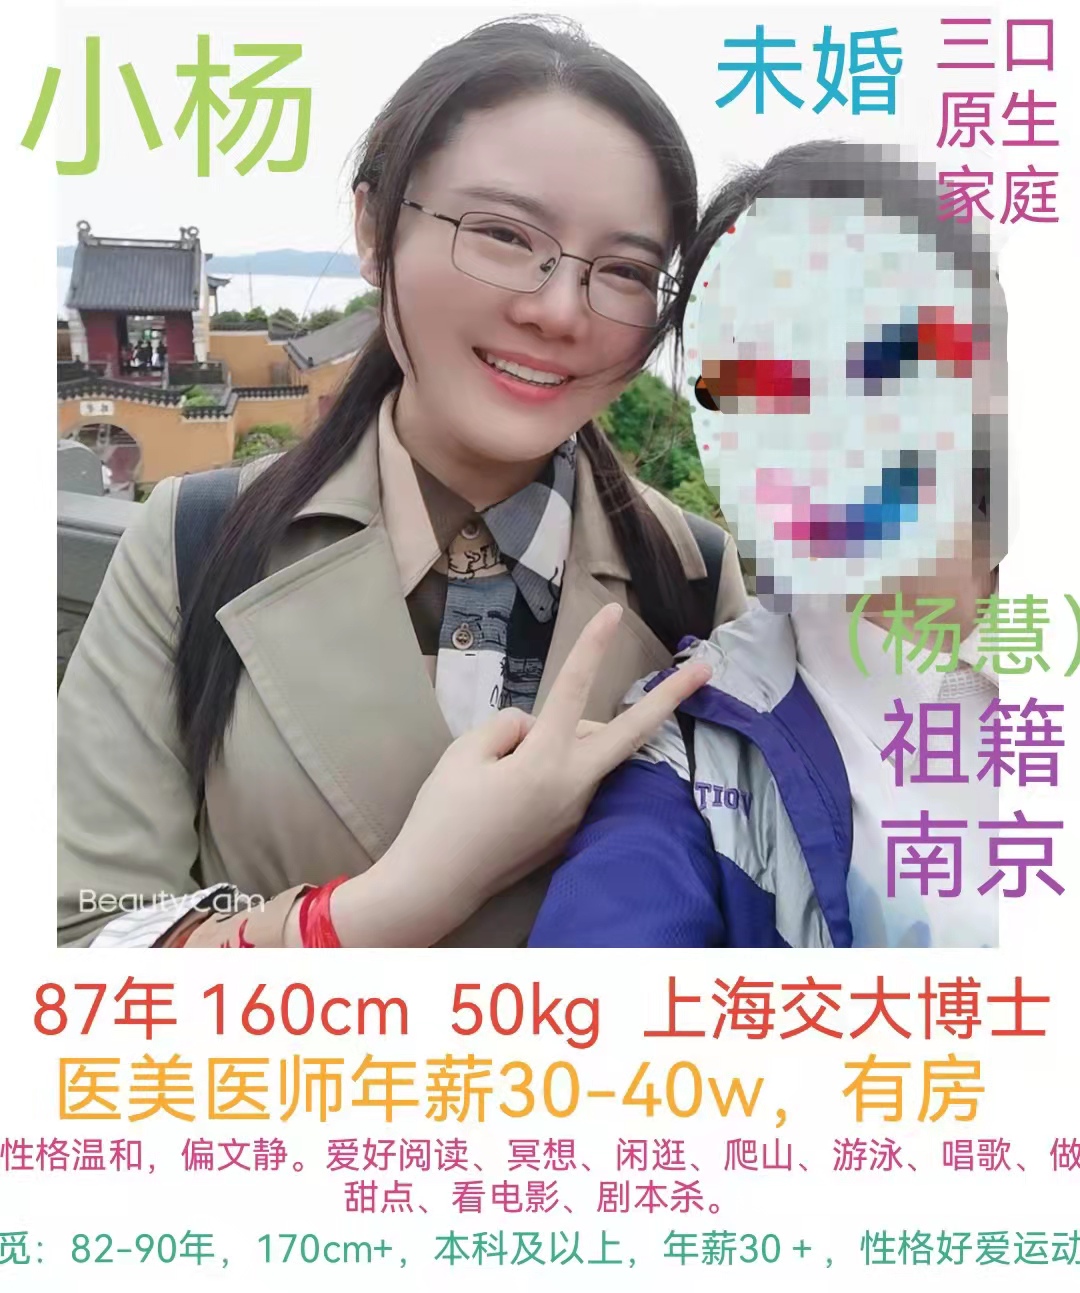 小杨
未婚
三口
原生
家庭
(杨慧)
祖籍
南京
TION
BeautyCam
87年 160cm 50kg 上海交大博士
医美医师年薪30-40w，有房
性格温和，偏文静。爱好阅读、冥想、闲逛、爬山、游泳、唱歌、做
甜点、看电影、剧本杀。
觅：82-90年，170cm+，本科及以上，年薪30+，性格好爱运动